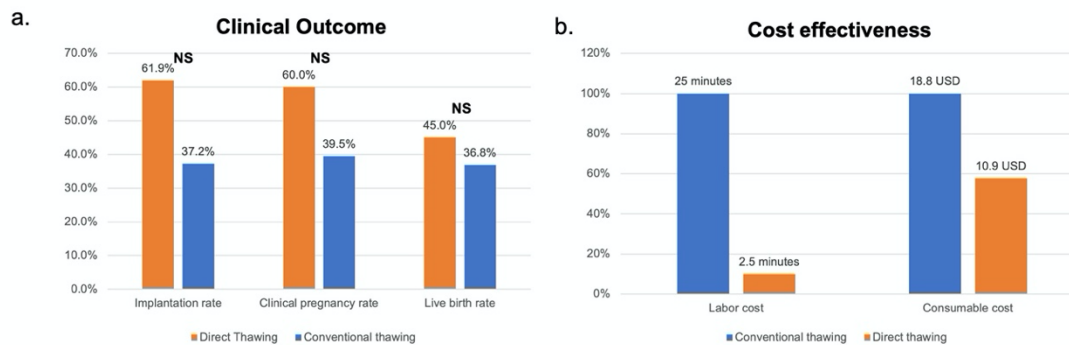 a.
Clinical Outcome
70.0%
60.0%
50.0%
40.0%
30.0%
20.0%
10.0%
0.0%
NS
61.9%
37.2%
NS
60.0%
39.5%
NS
45.0%
36.8%
Implantation rate
Clinical pregnancy rate
Live birth rate
Direct Thawing
Conventional thawing
b.
Cost effectiveness
120%
100%
80%
60%
40%
20%
0%
25 minutes
2.5 minutes
18.8 USD
10.9 USD
Labor cost
Consumable cost
Conventional thawing
Direct thawing